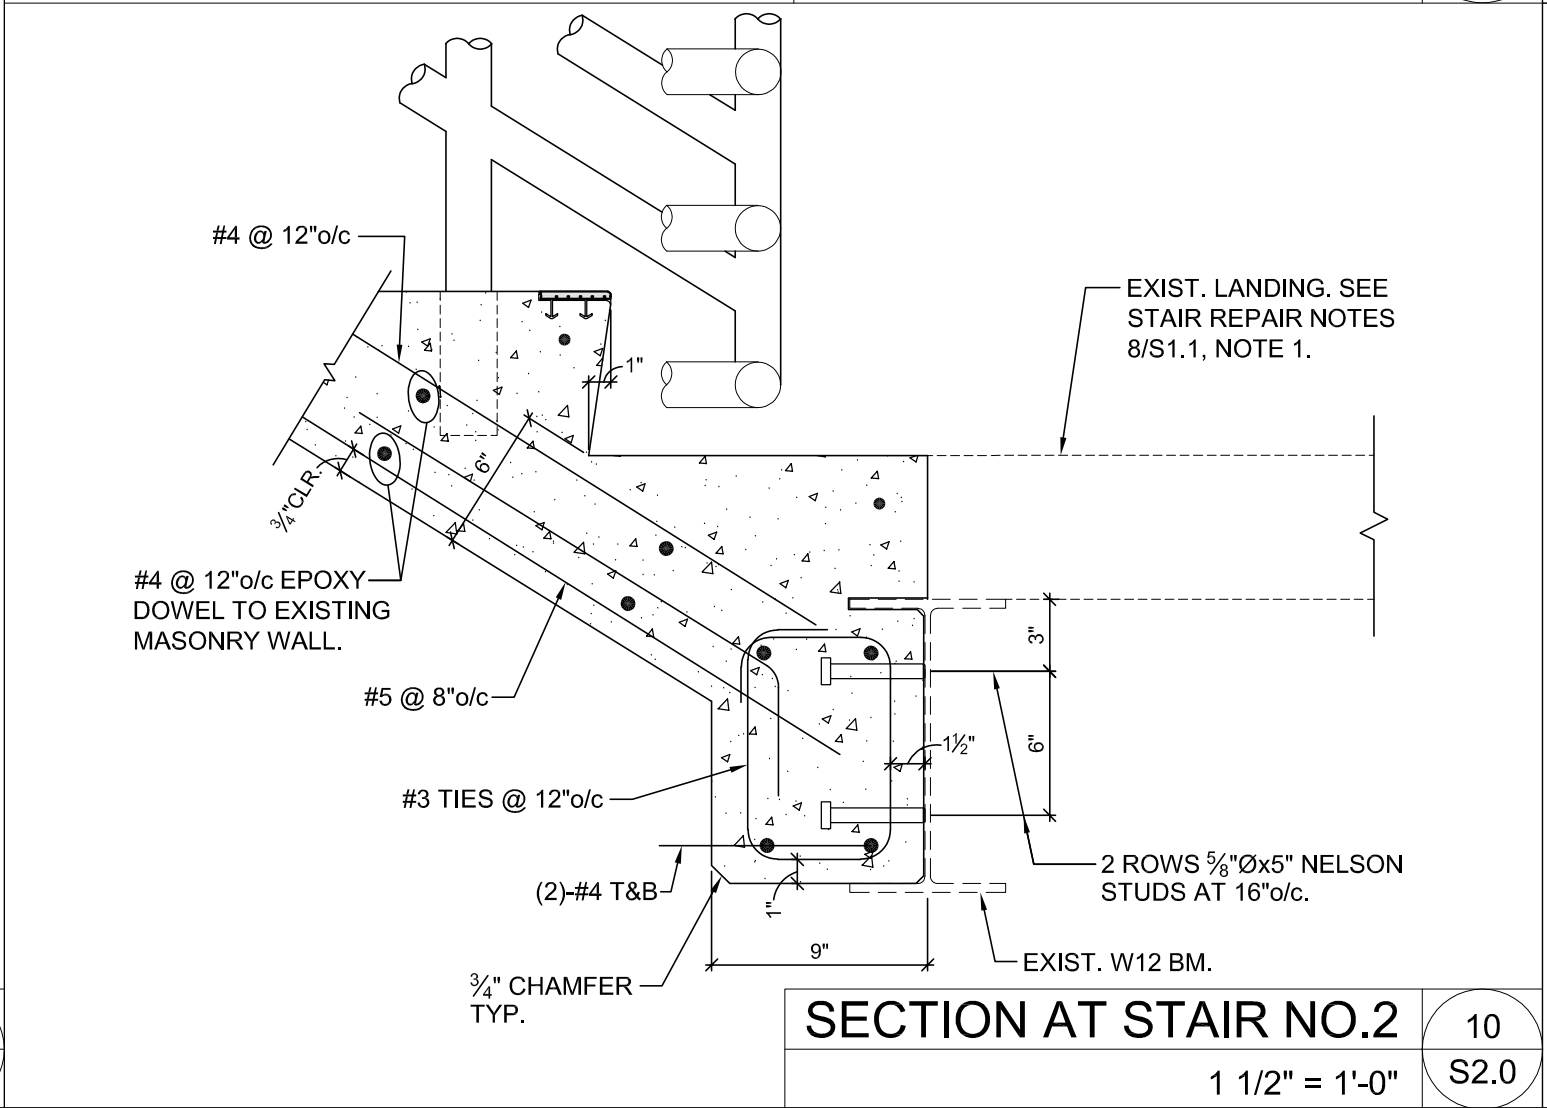 #4 @ 12"o/c
1"
EXIST. LANDING. SEE
STAIR REPAIR NOTES
8/S1.1, NOTE 1.
6"
3/4"CLR.
#4 @ 12"o/c EPOXY
DOWEL TO EXISTING
MASONRY WALL.
#5 @ 8"o/c
3"
6"
1½"
#3 TIES @ 12"o/c
(2)-#4 T&B
1"
2 ROWS 5/8"Øx5" NELSON
STUDS AT 16"o/c.
9"
EXIST. W12 BM.
3/4" CHAMFER
TYP.
SECTION AT STAIR NO.2
10
1 1/2" = 1'-0"
S2.0